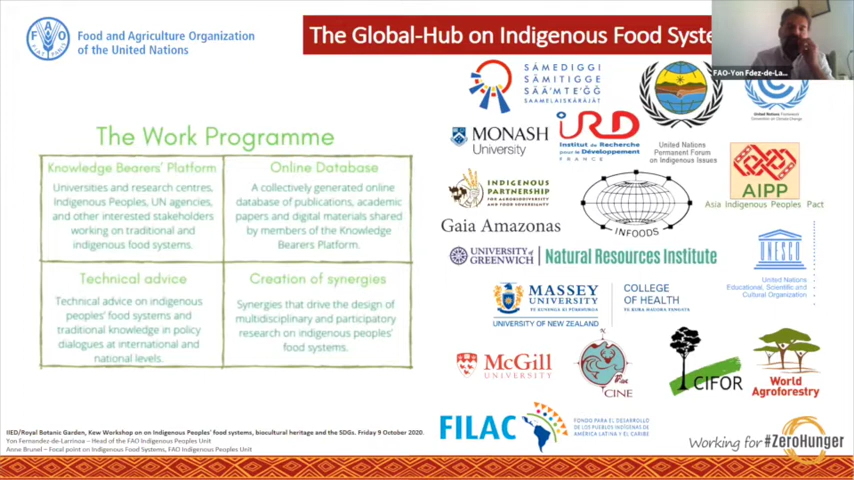 Food and Agriculture Organization
of the United Nations
The Global-Hub on Indigenous Food Syste
FAO-Yon Fdez-de-La...
The Work Programme
Knowledge Bearers' Platform
Universities and research centres,
Indigenous Peoples, UN agencies,
and other interested stakeholders
working on traditional and
indigenous food systems.
Online Database
A collectively generated online
database of publications, academic
papers and digital materials shared
by members of the Knowledge
Bearers Platform.
Technical advice
Technical advice on indigenous
peoples' food systems and
traditional knowledge in policy
dialogues at international and
national levels.
Creation of synergies
Synergies that drive the design of
multidisciplinary and participatory
research on indigenous peoples'
food systems.
SÁMEDIGGI
SÄMITIGGE
SÄÄ'MTE'ǦǦ
SAAMELAISKÄRÄJÄT
MONASH
University
IRD
Institut de Recherche
pour le Développement
FRANCE
United Nations
Permanent Forum
on Indigenous Issues
United Nations
INDIGENOUS
PARTNERSHIP
FOR AGROBIODIVERSITY
AND FOOD SOVEREIGNTY
INFOODS
AIPP
Asia Indigenous Peoples Pact
Gaia Amazonas
UNIVERSITY of
GREENWICH
Natural Resources Institute
UNESCO
United Nations
Educational, Scientific and
Cultural Organization
MASSEY
UNIVERSITY
TE KUNENGA KI PŪREHUROA
UNIVERSITY OF NEW ZEALAND
COLLEGE
OF HEALTH
TE KURA HAUORA TANGATA
McGill
UNIVERSITY
CINE
CIFOR
World
Agroforestry
FILAC
FONDO PARA EL DESARROLLO
DE LOS PUEBLOS INDÍGENAS DE
AMÉRICA LATINA Y EL CARIBE
Working for #ZeroHunger
IIED/Royal Botanic Garden, Kew Workshop on on Indigenous Peoples' food systems, biocultural heritage and the SDGs. Friday 9 October 2020.
Yon Fernandez-de-Larrinoa – Head of the FAO Indigenous Peoples Unit
Anne Brunel – Focal point on Indigenous Food Systems, FAO Indigenous Peoples Unit